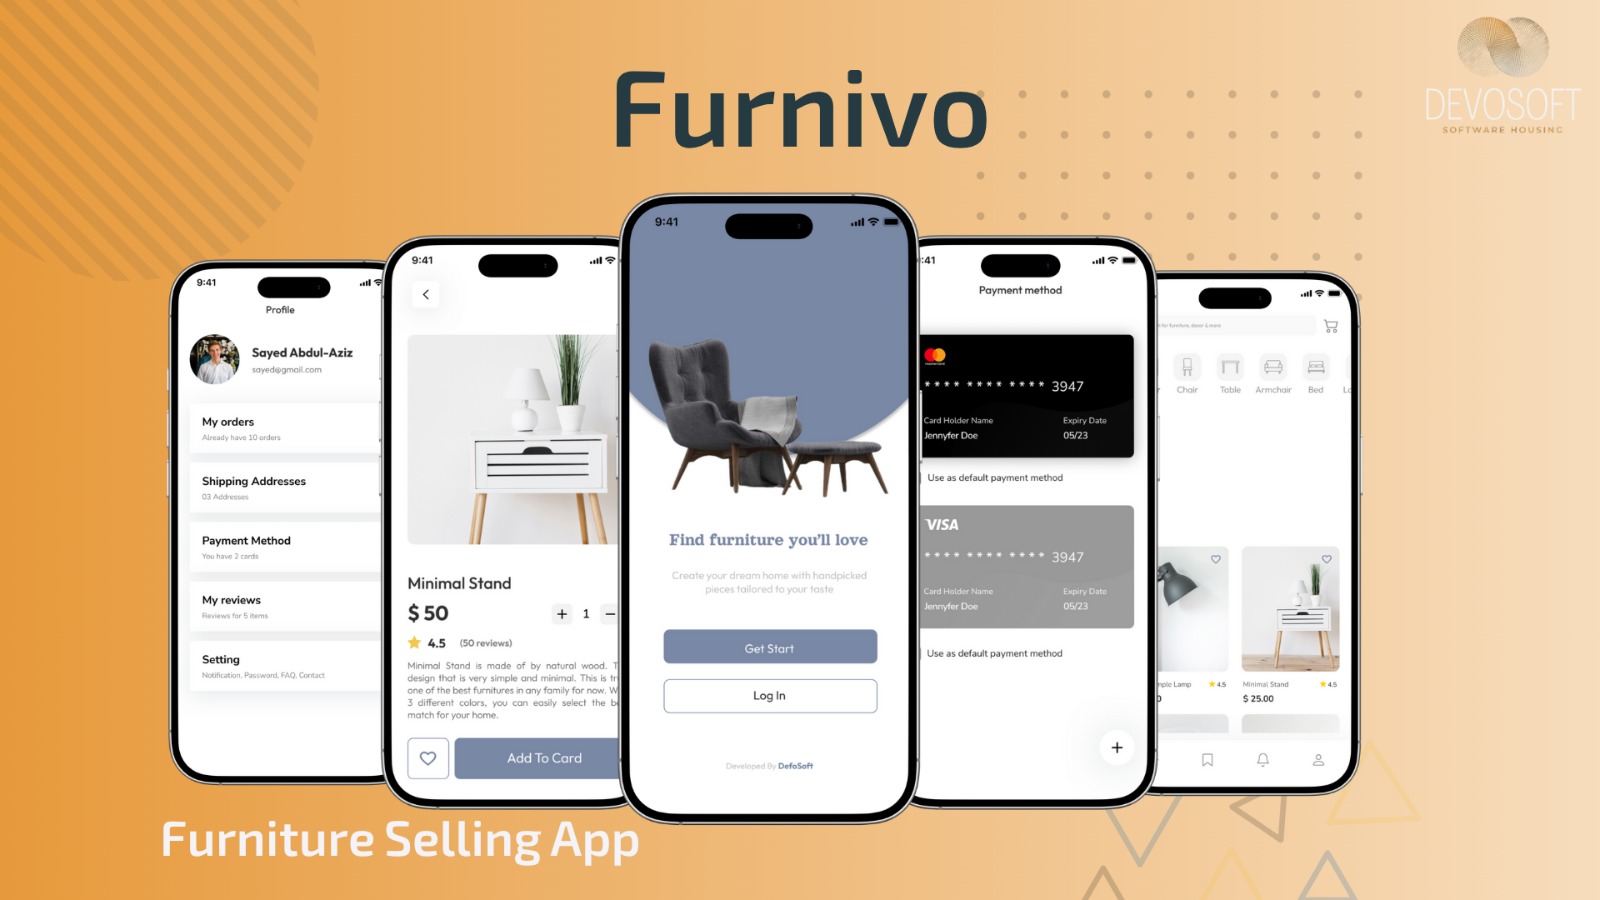 Furnivo
DEVOSOFT
SOFTWARE HOUSING
9:41
Profile
Sayed Abdul-Aziz
sayed@gmail.com
My orders
Already have 10 orders
Shipping Addresses
03 Addresses
Payment Method
You have 2 cards
My reviews
Reviews for 5 items
Setting
Notification, Password, FAQ, Contact
9:41
Minimal Stand
$ 50
+ 1 −
4.5 (50 reviews)
Minimal Stand is made of by natural wood.
design that is very simple and minimal. This is
one of the best furnitures in any family for now.
3 different colors, you can easily select the
match for your home.
Add To Card
9:41
Find furniture you'll love
Create your dream home with handpicked
pieces tailored to your taste
Get Start
Log In
Developed By DefoSoft
:41
Payment method
**** **** **** **** 3947
Card Holder Name Expiry Date
Jennyfer Doe 05/23
Use as default payment method
VISA
**** **** **** **** 3947
Card Holder Name Expiry Date
Jennyfer Doe 05/23
Use as default payment method
+
for furniture, decor & more
Chair Table Armchair Bed
Lamp 4.5
Minimal Stand 4.5
$ 25.00
Furniture Selling App